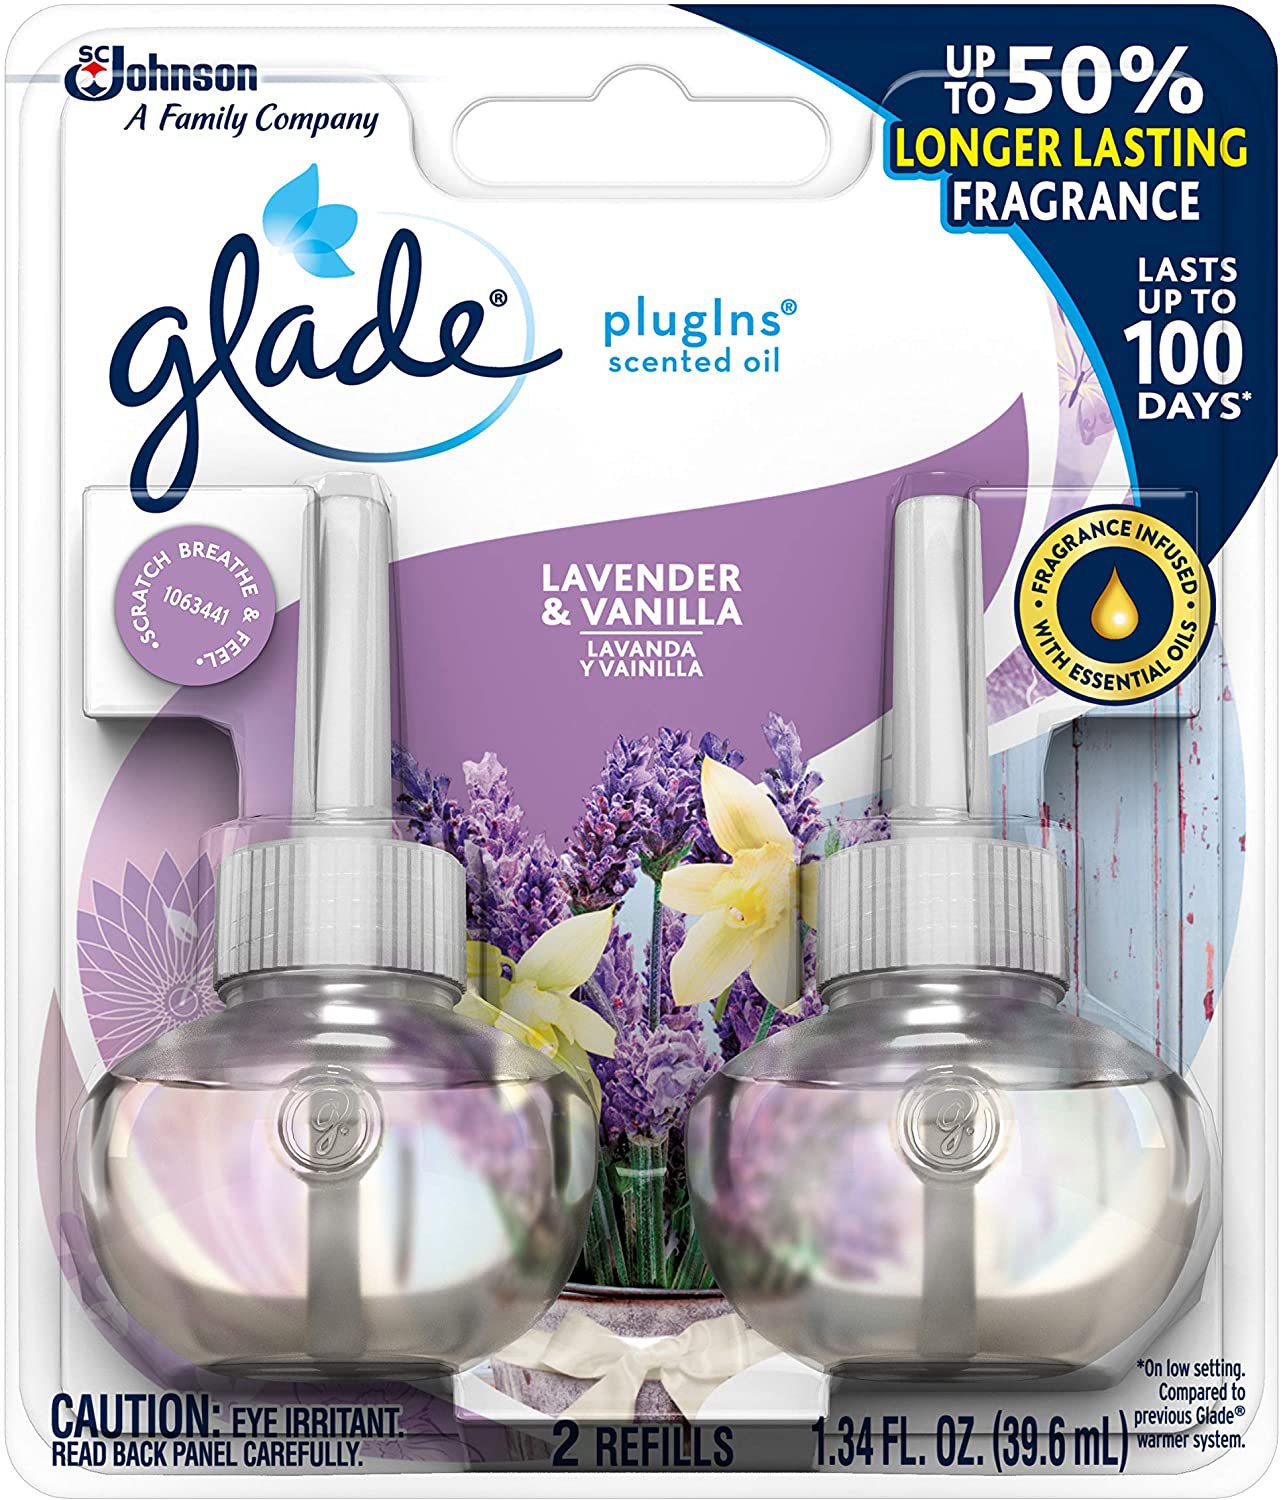 SC Johnson
A Family Company
glade®
plugIns®
scented oil
UP TO 50%
LONGER LASTING
FRAGRANCE
LASTS
UP TO
100
DAYS*
•SCRATCH BREATHE & FEEL•
1063441
LAVENDER
& VANILLA
LAVANDA
Y VAINILLA
• FRAGRANCE INFUSED •
WITH ESSENTIAL OILS
g.
g.
*On low setting.
Compared to
previous Glade®
warmer system.
CAUTION: EYE IRRITANT.
READ BACK PANEL CAREFULLY.
2 REFILLS
1.34 FL. OZ. (39.6 mL)